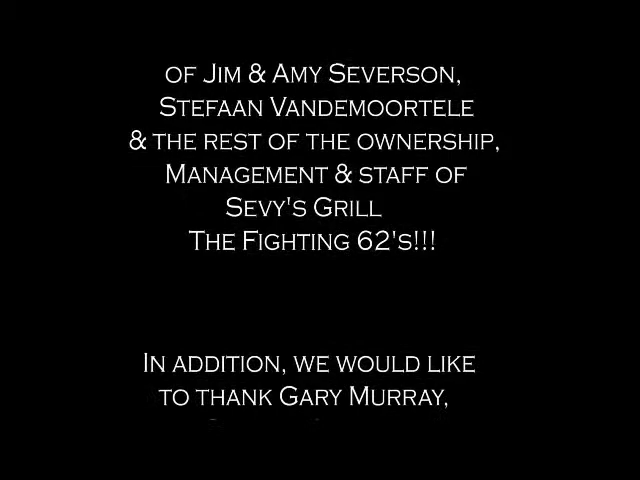 of Jim & Amy Severson,
Stefaan Vandemoortele
& the rest of the ownership,
Management & staff of
Sevy's Grill
The Fighting 62's!!!
In addition, we would like
to thank Gary Murray,